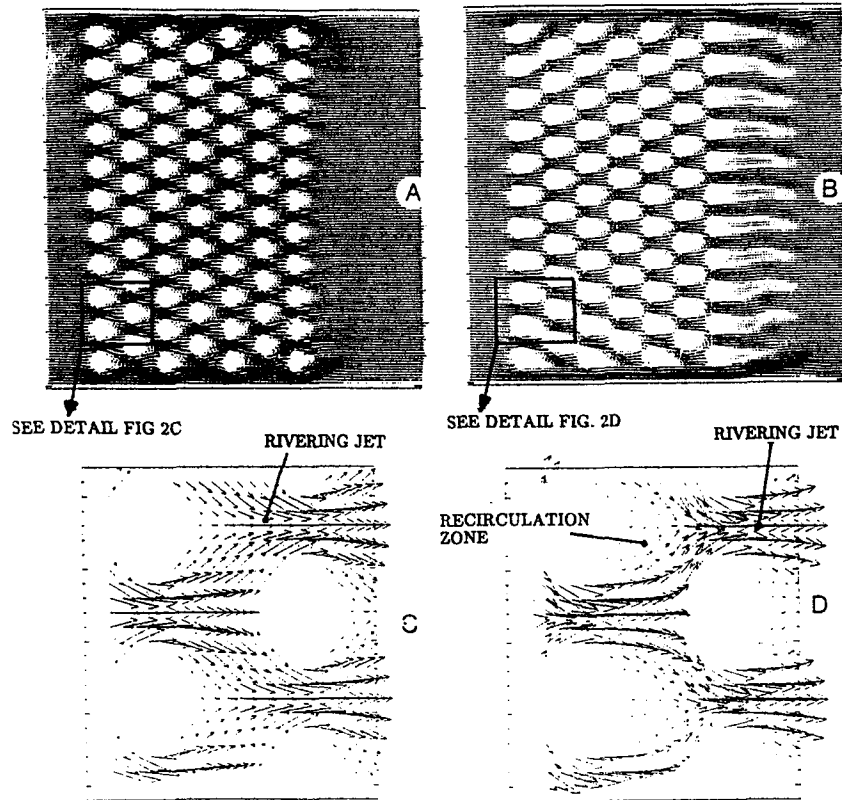 A
B
SEE DETAIL FIG 2C
SEE DETAIL FIG. 2D
RIVERING JET
RIVERING JET
RECIRCULATION
ZONE
C
D